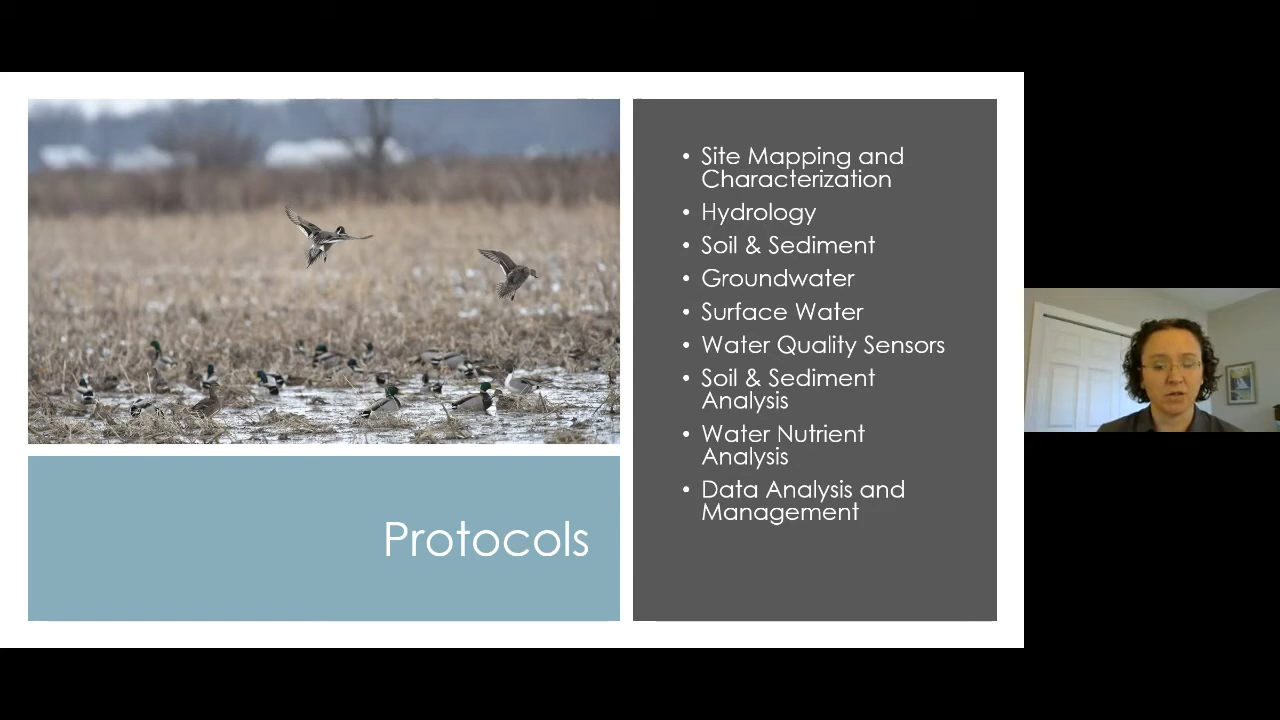 Protocols
• Site Mapping and
Characterization
• Hydrology
• Soil & Sediment
• Groundwater
• Surface Water
• Water Quality Sensors
• Soil & Sediment
Analysis
• Water Nutrient
Analysis
• Data Analysis and
Management